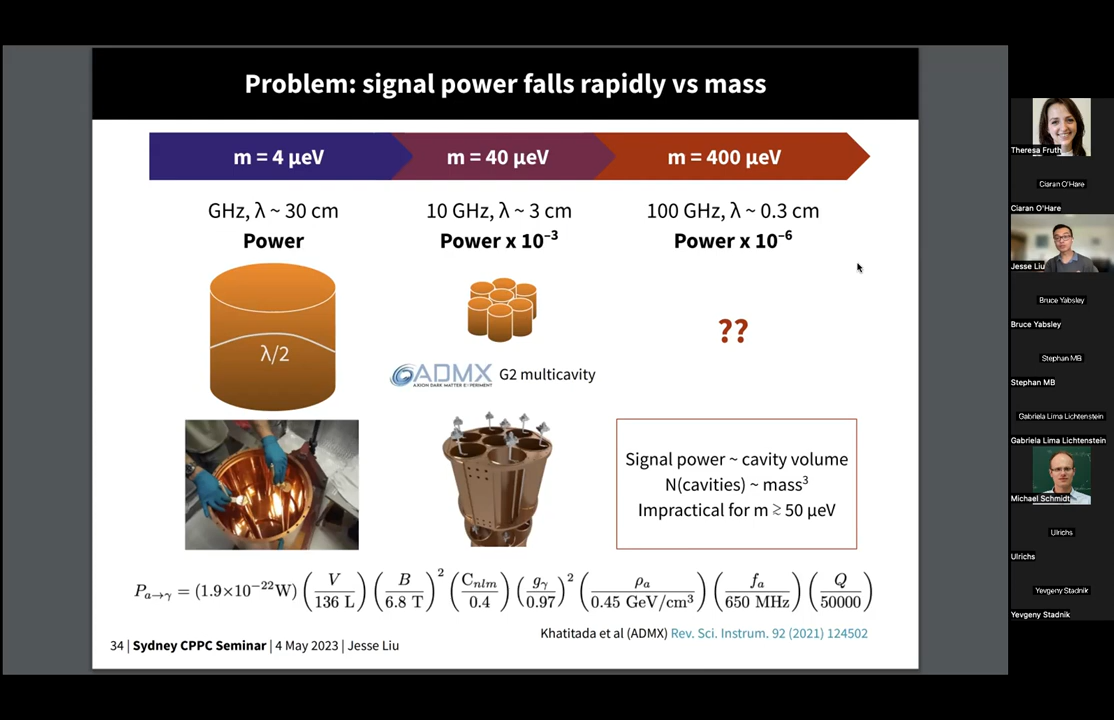 Problem: signal power falls rapidly vs mass
m = 4 μeV
m = 40 μeV
m = 400 μeV
GHz, λ ~ 30 cm
Power
10 GHz, λ ~ 3 cm
Power x 10⁻³
100 GHz, λ ~ 0.3 cm
Power x 10⁻⁶
λ/2
??
ADMX
AXION DARK MATTER EXPERIMENT
G2 multicavity
Signal power ~ cavity volume
N(cavities) ~ mass³
Impractical for m ≳ 50 μeV
P_{a→γ} = (1.9×10⁻²²W) (V / 136 L) (B / 6.8 T)² (C_{nlm} / 0.4) (g_γ / 0.97)² (ρ_a / 0.45 GeV/cm³) (f_a / 650 MHz) (Q / 50000)
Khatitada et al (ADMX) Rev. Sci. Instrum. 92 (2021) 124502
34 | Sydney CPPC Seminar | 4 May 2023 | Jesse Liu
Theresa Fruth
Ciaran O'Hare
Ciaran O'Hare
Jesse Liu
Bruce Yabsley
Bruce Yabsley
Stephan MB
Stephan MB
Gabriela Lima Lichtenstein
Gabriela Lima Lichtenstein
Michael Schmidt
Ulrichs
Ulrichs
Yevgeny Stadnik
Yevgeny Stadnik